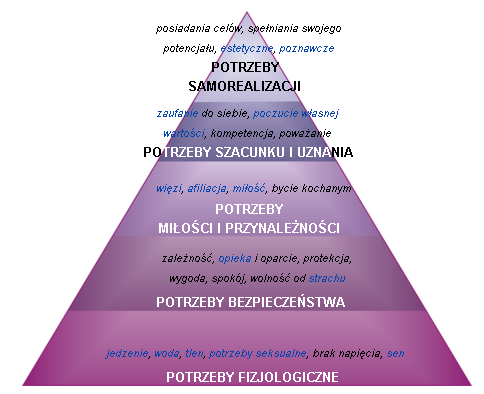 posiadania celów, spełniania swojego
potencjału, estetyczne, poznawcze
POTRZEBY
SAMOREALIZACJI
zaufanie do siebie, poczucie własnej
wartości, kompetencja, poważanie
POTRZEBY SZACUNKU I UZNANIA
więzi, afiliacja, miłość, bycie kochanym
POTRZEBY
MIŁOŚCI I PRZYNALEŻNOŚCI
zależność, opieka i oparcie, protekcja,
wygoda, spokój, wolność od strachu
POTRZEBY BEZPIECZEŃSTWA
jedzenie, woda, tlen, potrzeby seksualne, brak napięcia, sen
POTRZEBY FIZJOLOGICZNE